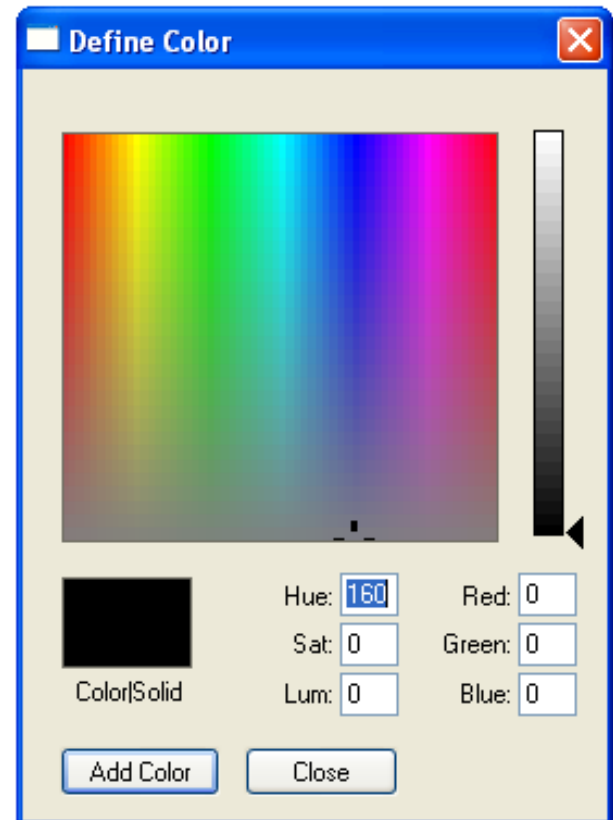 Define Color
Hue: 160 Red: 0
Sat: 0 Green: 0
Color|Solid Lum: 0 Blue: 0
Add Color Close